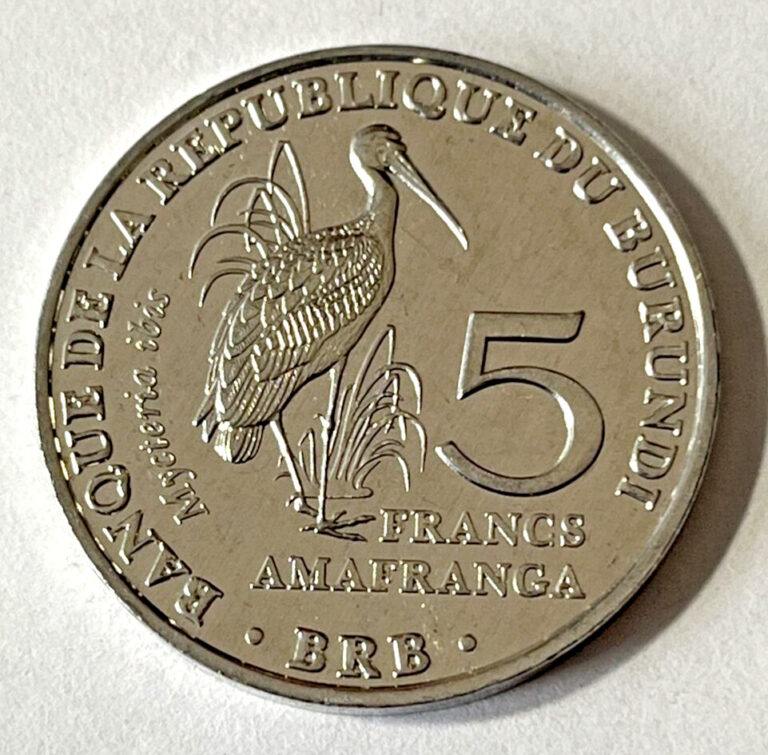 BANQUE DE LA REPUBLIQUE DU BURUNDI
Mycteria ibis
5
FRANCS
AMAFRANGA
· BRB ·